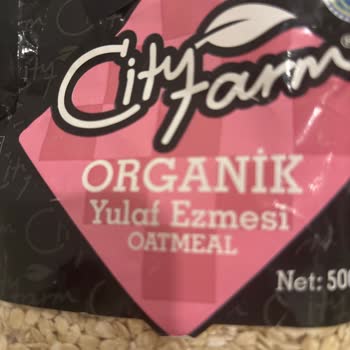 Cityfarm
ORGANİK
Yulaf Ezmesi
OATMEAL
Net: 500